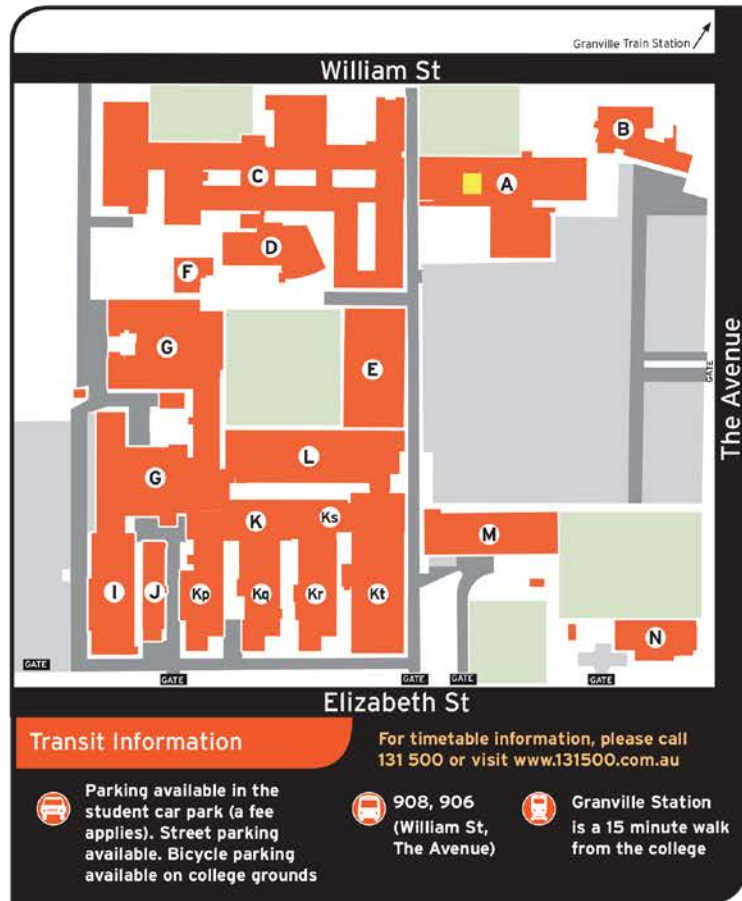 Granville Train Station
William St
B
A
C
D
F
G
E
The Avenue
GATE
L
G
K
Ks
M
I
J
Kp
Kq
Kr
Kt
N
GATE
GATE
GATE
GATE
GATE
Elizabeth St
Transit Information
For timetable information, please call
131 500 or visit www.131500.com.au
Parking available in the
student car park (a fee
applies). Street parking
available. Bicycle parking
available on college grounds
908, 906
(William St,
The Avenue)
Granville Station
is a 15 minute walk
from the college